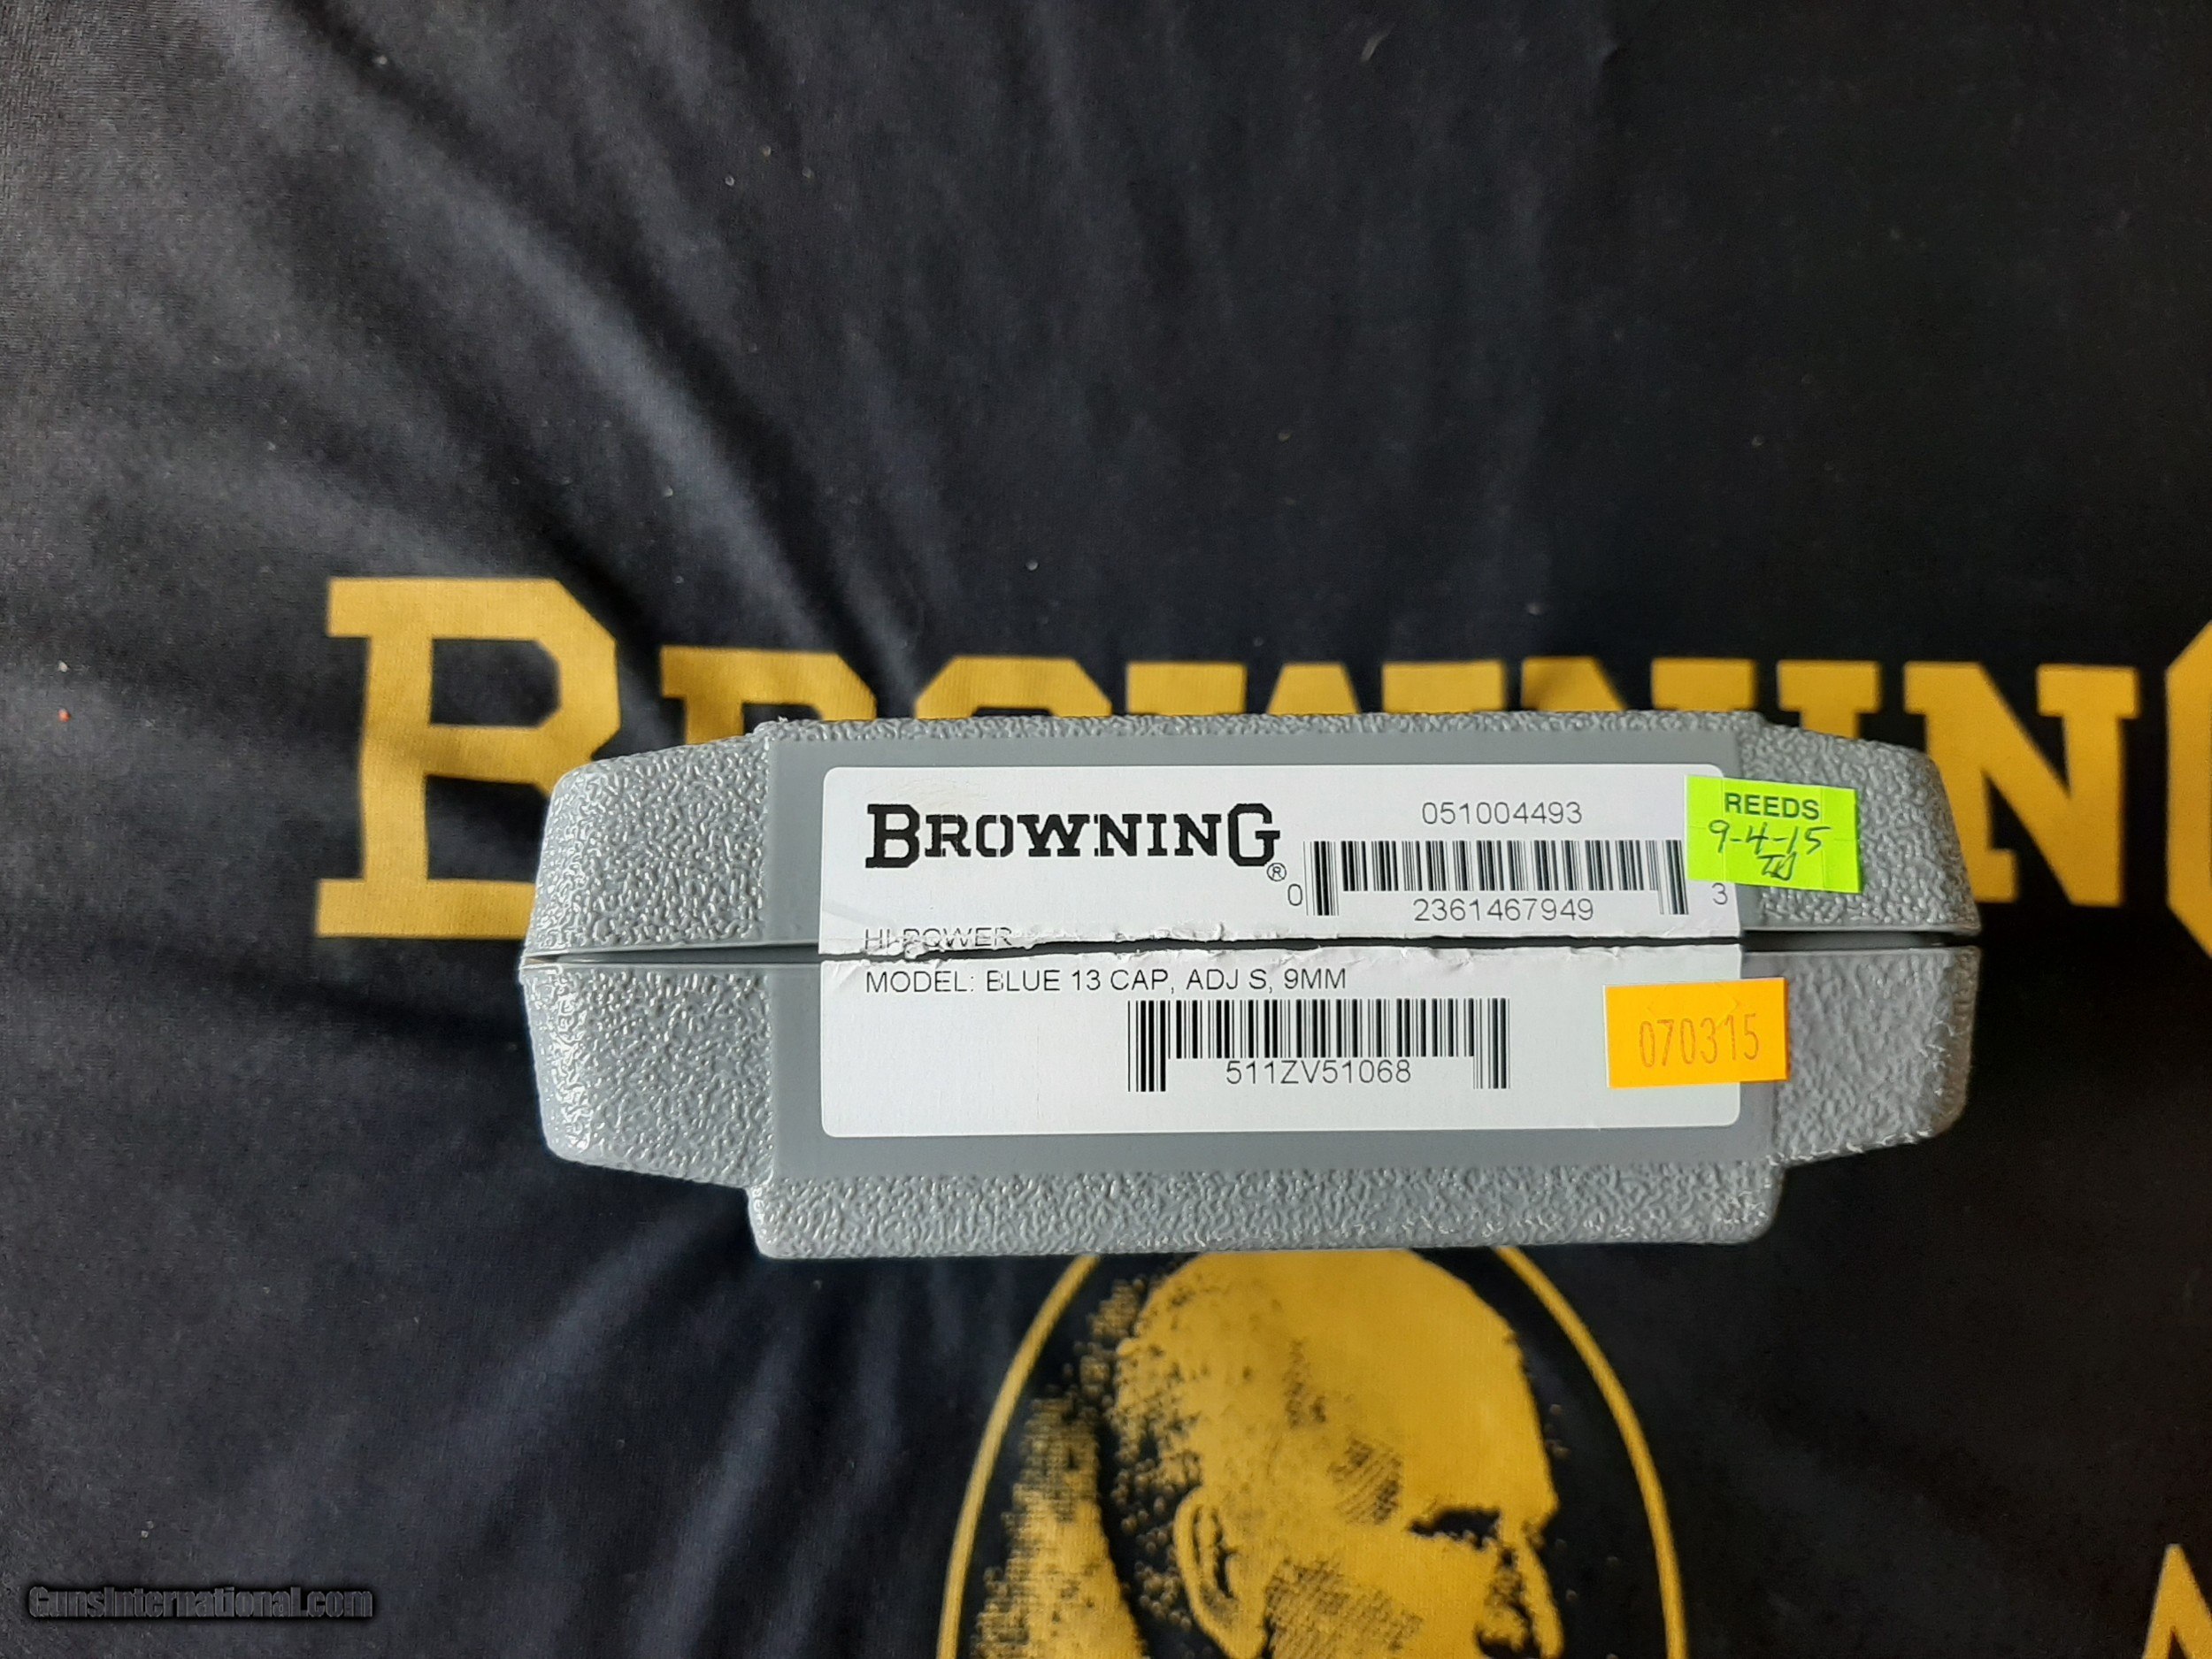 BROWNING
BROWNING®
051004493
0 2361467949 3
REEDS
9-4-15
HI-POWER
MODEL: BLUE 13 CAP, ADJ S, 9MM
511ZV51068
070315
GunsInternational.com